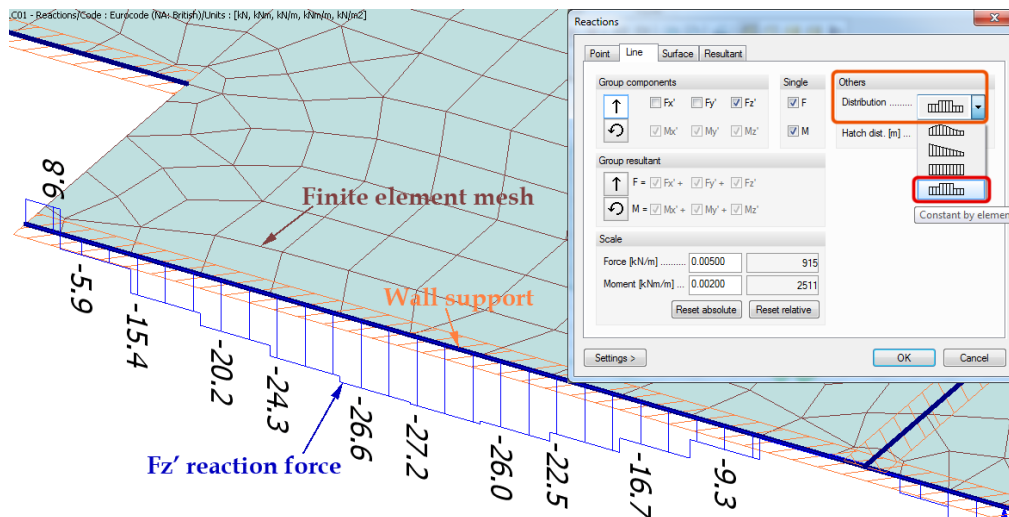 C01 - Reactions/Code : Eurocode (NA: British)/Units : [kN, kNm, kN/m, kNm/m, kN/m2]
Reactions
Point Line Surface Resultant
Group components Single Others
Fx' Fy' Fz' F Distribution ........
Mx' My' Mz' M Hatch dist. [m] ...
Group resultant
F = Fx' + Fy' + Fz'
M = Mx' + My' + Mz'
Constant by elemen
Scale
Force [kN/m] .......... 0.00500 915
Moment [kNm/m] ... 0.00200 2511
Reset absolute Reset relative
Settings > OK Cancel
Finite element mesh
Wall support
Fz' reaction force
9.8
-5.9
-15.4
-20.2
-24.3
-26.6
-27.2
-26.0
-22.5
-16.7
-9.3